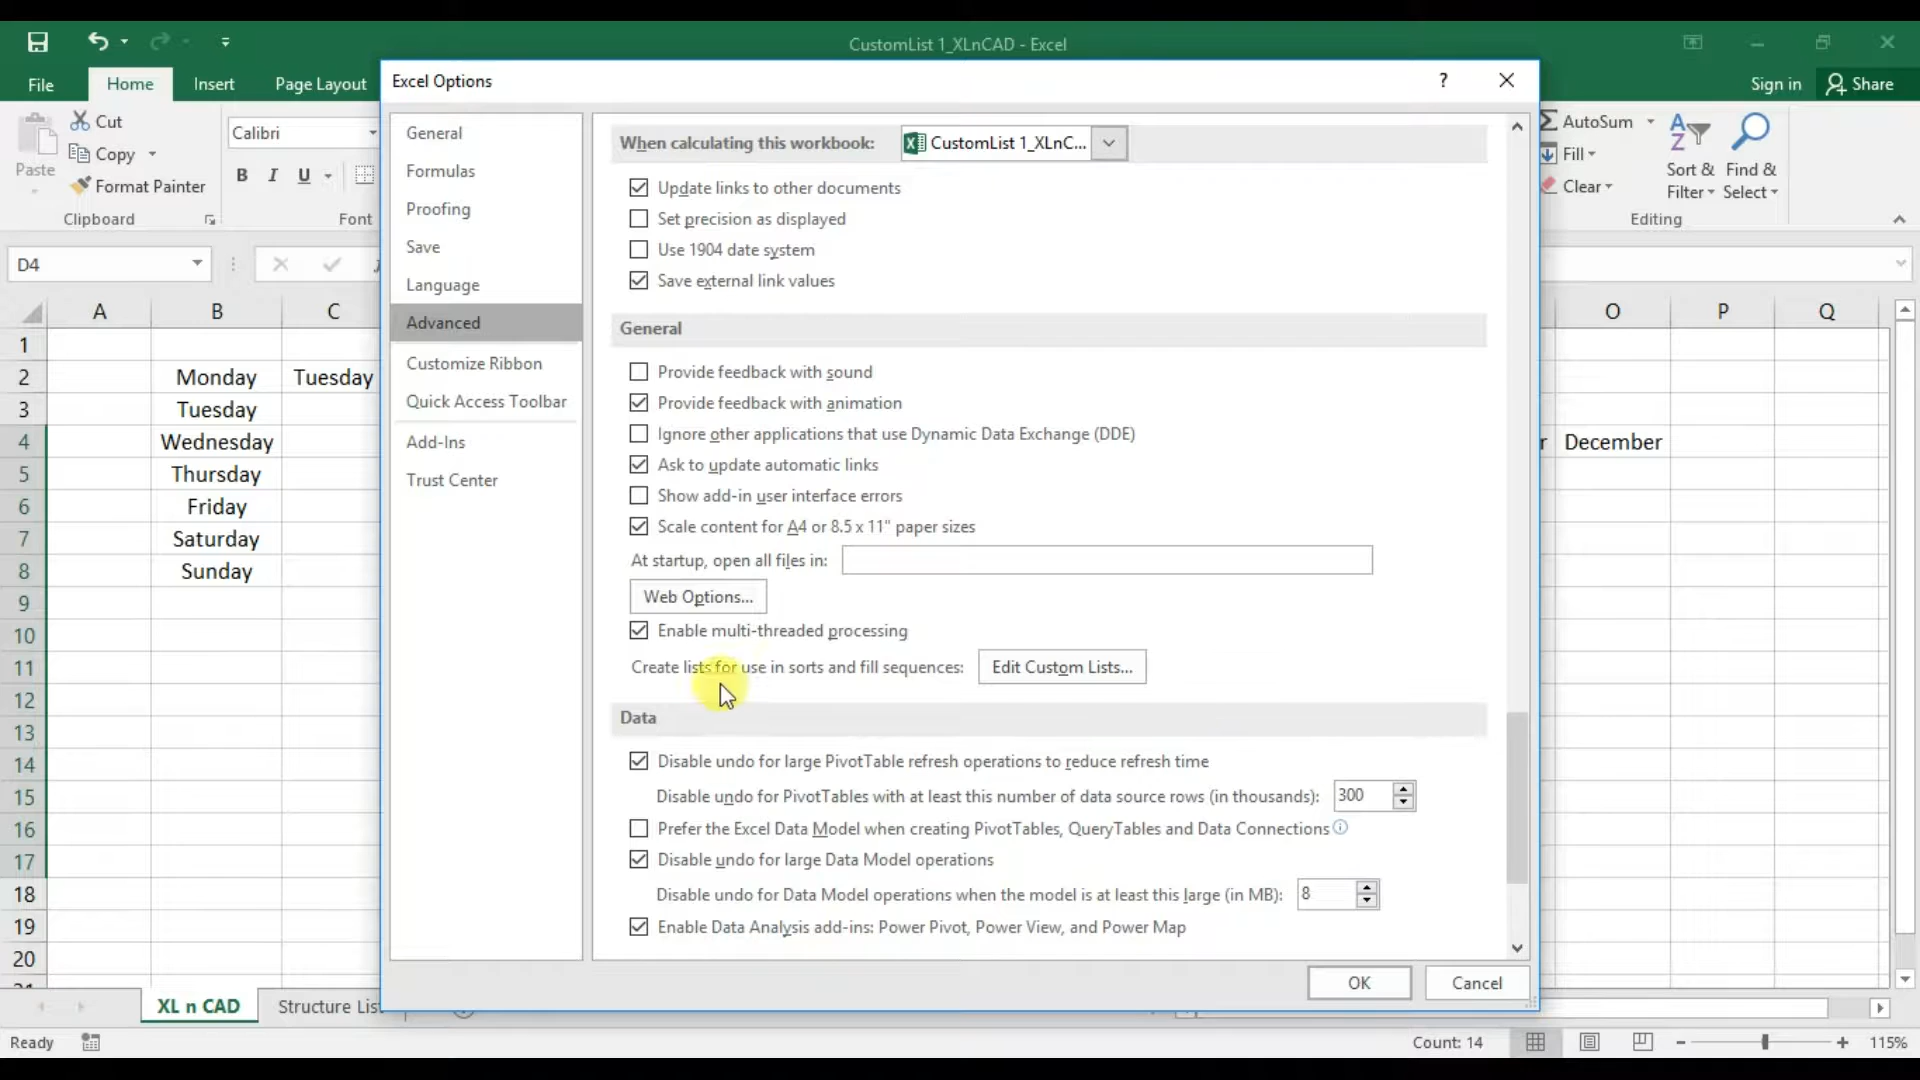 CustomList 1_XLnCAD - Excel
File Home Insert Page Layout Sign in Share
Excel Options ?
Cut
Copy
Format Painter
Paste
Clipboard
Calibri
B I U
Font
AutoSum
Fill
Clear
Sort & Filter
Find & Select
Editing
D4
General
Formulas
Proofing
Save
Language
Advanced
Customize Ribbon
Quick Access Toolbar
Add-Ins
Trust Center
When calculating this workbook: CustomList 1_XLnC...
Update links to other documents
Set precision as displayed
Use 1904 date system
Save external link values
General
Provide feedback with sound
Provide feedback with animation
Ignore other applications that use Dynamic Data Exchange (DDE)
Ask to update automatic links
Show add-in user interface errors
Scale content for A4 or 8.5 x 11" paper sizes
At startup, open all files in:
Web Options...
Enable multi-threaded processing
Create lists for use in sorts and fill sequences: Edit Custom Lists...
Data
Disable undo for large PivotTable refresh operations to reduce refresh time
Disable undo for PivotTables with at least this number of data source rows (in thousands): 300
Prefer the Excel Data Model when creating PivotTables, QueryTables and Data Connections
Disable undo for large Data Model operations
Disable undo for Data Model operations when the model is at least this large (in MB): 8
Enable Data Analysis add-ins: Power Pivot, Power View, and Power Map
OK Cancel
A B C O P Q
1
2 Monday Tuesday
3 Tuesday
4 Wednesday r December
5 Thursday
6 Friday
7 Saturday
8 Sunday
9
10
11
12
13
14
15
16
17
18
19
20
XL n CAD Structure List
Ready Count: 14 115%